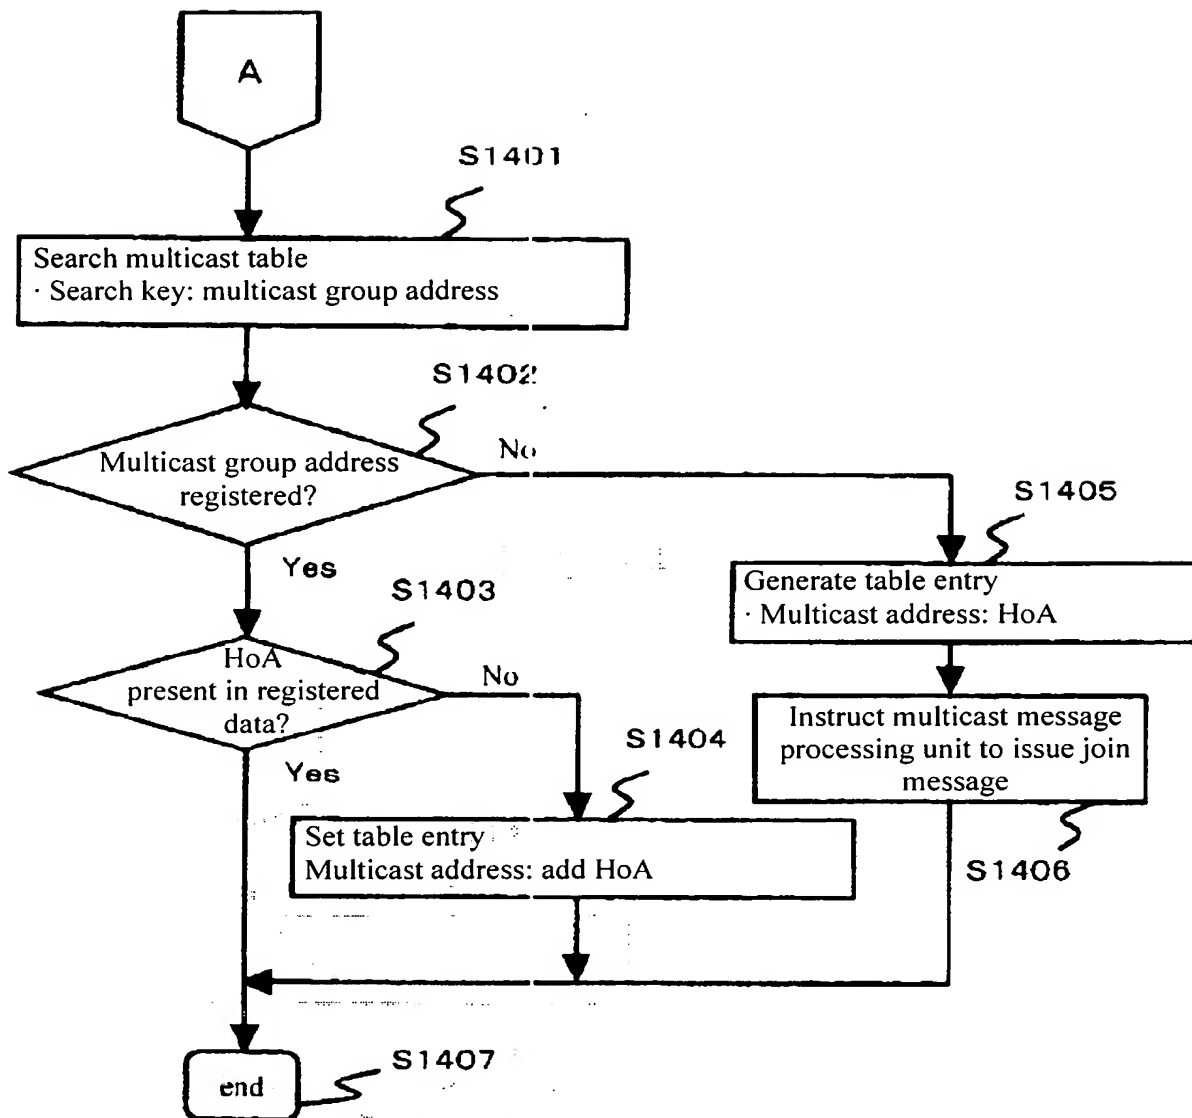 A
S1401
Search multicast table
· Search key: multicast group address
S1402
Multicast group address
registered?
No
Yes
S1405
Generate table entry
· Multicast address: HoA
S1403
HoA
present in registered
data?
No
Yes
Instruct multicast message
processing unit to issue join
message
S1406
S1404
Set table entry
Multicast address: add HoA
S1407
end